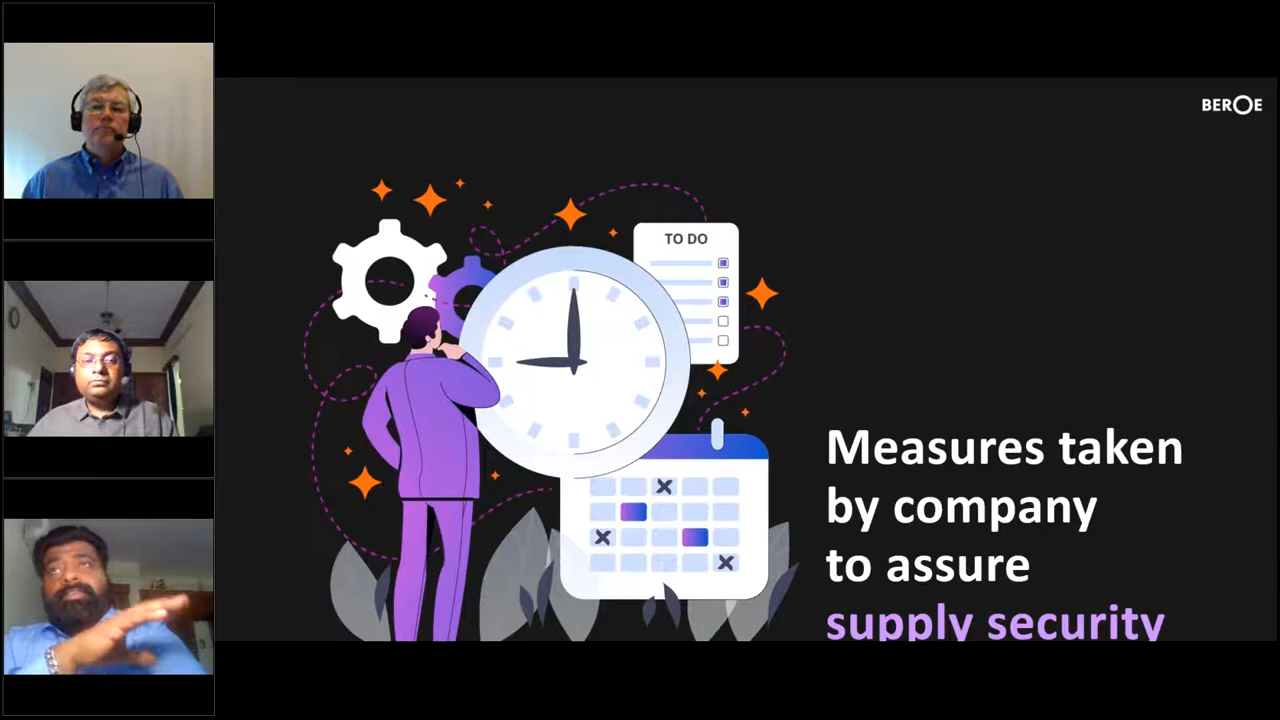 BEROE
TO DO
Measures taken
by company
to assure
supply security